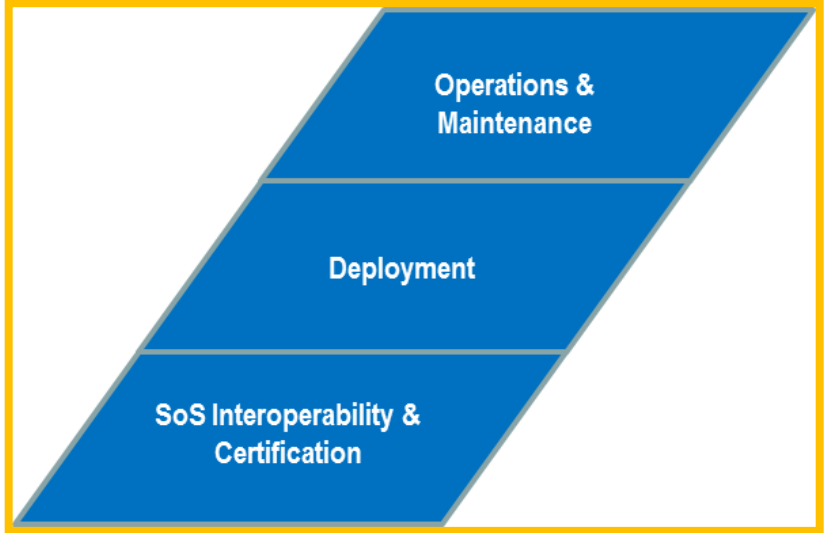 Operations &
Maintenance
Deployment
SoS Interoperability &
Certification